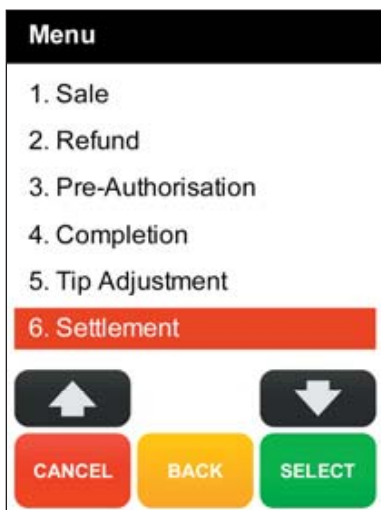 Menu
1. Sale
2. Refund
3. Pre-Authorisation
4. Completion
5. Tip Adjustment
6. Settlement
CANCEL BACK SELECT